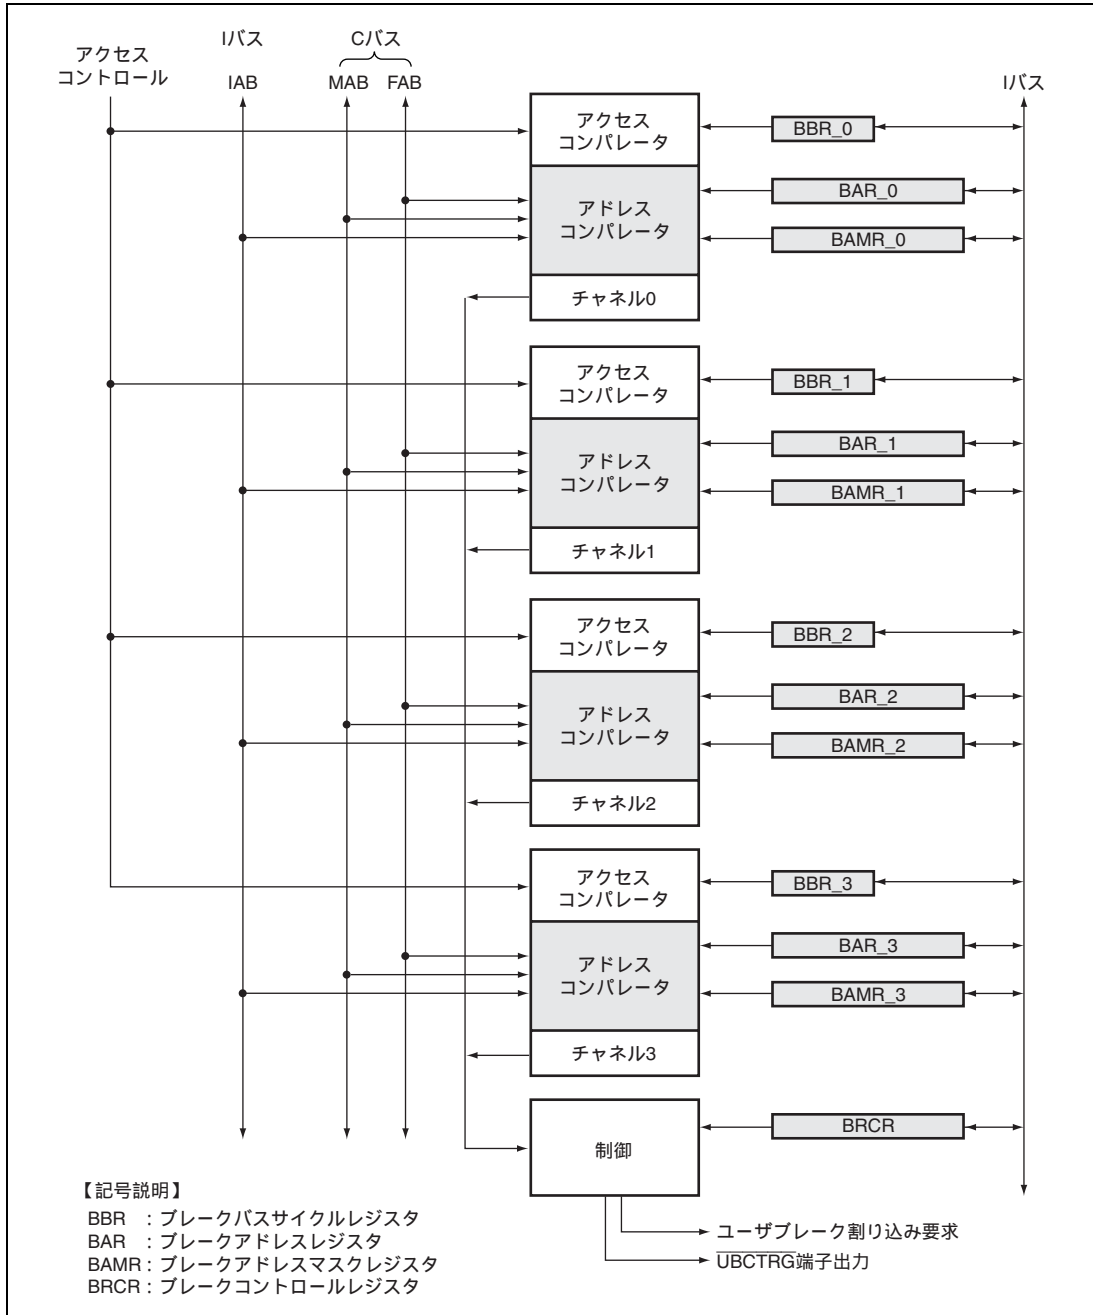 アクセス
コントロール
Iバス
IAB
Cバス
MAB FAB
Iバス
アクセス
コンパレータ
アドレス
コンパレータ
チャネル0
BBR_0
BAR_0
BAMR_0
アクセス
コンパレータ
アドレス
コンパレータ
チャネル1
BBR_1
BAR_1
BAMR_1
アクセス
コンパレータ
アドレス
コンパレータ
チャネル2
BBR_2
BAR_2
BAMR_2
アクセス
コンパレータ
アドレス
コンパレータ
チャネル3
BBR_3
BAR_3
BAMR_3
制御
BRCR
ユーザブレーク割り込み要求
UBCTRG端子出力
【記号説明】
BBR : ブレークバスサイクルレジスタ
BAR : ブレークアドレスレジスタ
BAMR : ブレークアドレスマスクレジスタ
BRCR : ブレークコントロールレジスタ